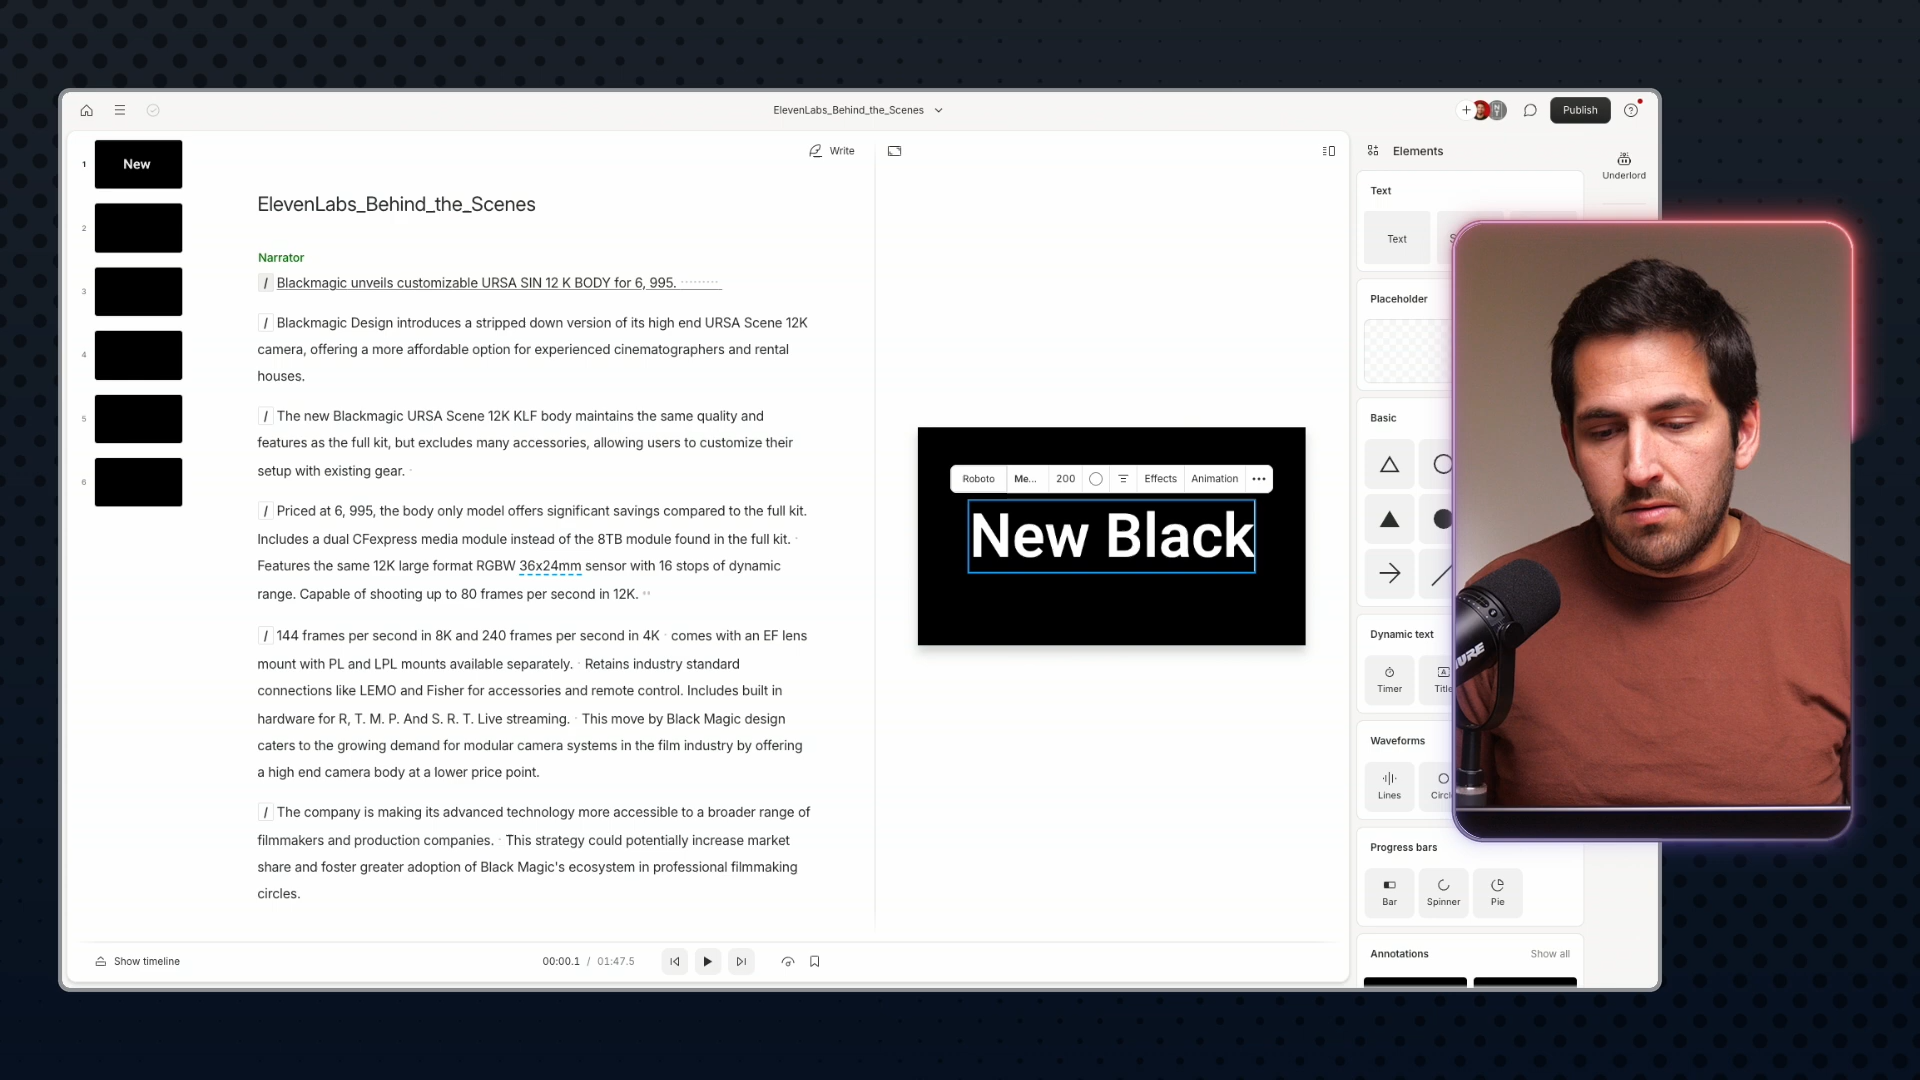 ElevenLabs_Behind_the_Scenes
Publish
1
New
2
3
4
5
6
Write
ElevenLabs_Behind_the_Scenes
Narrator
/ Blackmagic unveils customizable URSA SIN 12 K BODY for 6, 995.
/ Blackmagic Design introduces a stripped down version of its high end URSA Scene 12K
camera, offering a more affordable option for experienced cinematographers and rental
houses.
/ The new Blackmagic URSA Scene 12K KLF body maintains the same quality and
features as the full kit, but excludes many accessories, allowing users to customize their
setup with existing gear.
/ Priced at 6, 995, the body only model offers significant savings compared to the full kit.
Includes a dual CFexpress media module instead of the 8TB module found in the full kit.
Features the same 12K large format RGBW 36x24mm sensor with 16 stops of dynamic
range. Capable of shooting up to 80 frames per second in 12K.
/ 144 frames per second in 8K and 240 frames per second in 4K comes with an EF lens
mount with PL and LPL mounts available separately. Retains industry standard
connections like LEMO and Fisher for accessories and remote control. Includes built in
hardware for R, T. M. P. And S. R. T. Live streaming. This move by Black Magic design
caters to the growing demand for modular camera systems in the film industry by offering
a high end camera body at a lower price point.
/ The company is making its advanced technology more accessible to a broader range of
filmmakers and production companies. This strategy could potentially increase market
share and foster greater adoption of Black Magic's ecosystem in professional filmmaking
circles.
Roboto Me... 200 Effects Animation
New Black
Elements
Underlord
Text
Text
Placeholder
Basic
Dynamic text
Timer
Waveforms
Lines
Progress bars
Bar Spinner Pie
Annotations Show all
Show timeline
00:00.1 / 01:47.5